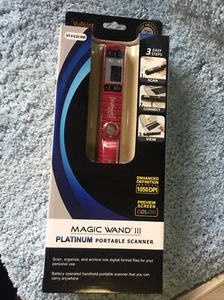 VuPoint
3 EASY
STEPS
SCAN
CONNECT
VIEW
ENHANCED
DEFINITION
1050 DPI
PREVIEW
SCREEN
COLOR
MAGIC WAND III
PLATINUM PORTABLE SCANNER
Scan, organize, and archive into digital format files for your
personal use
Battery operated handheld portable scanner that you can
carry anywhere